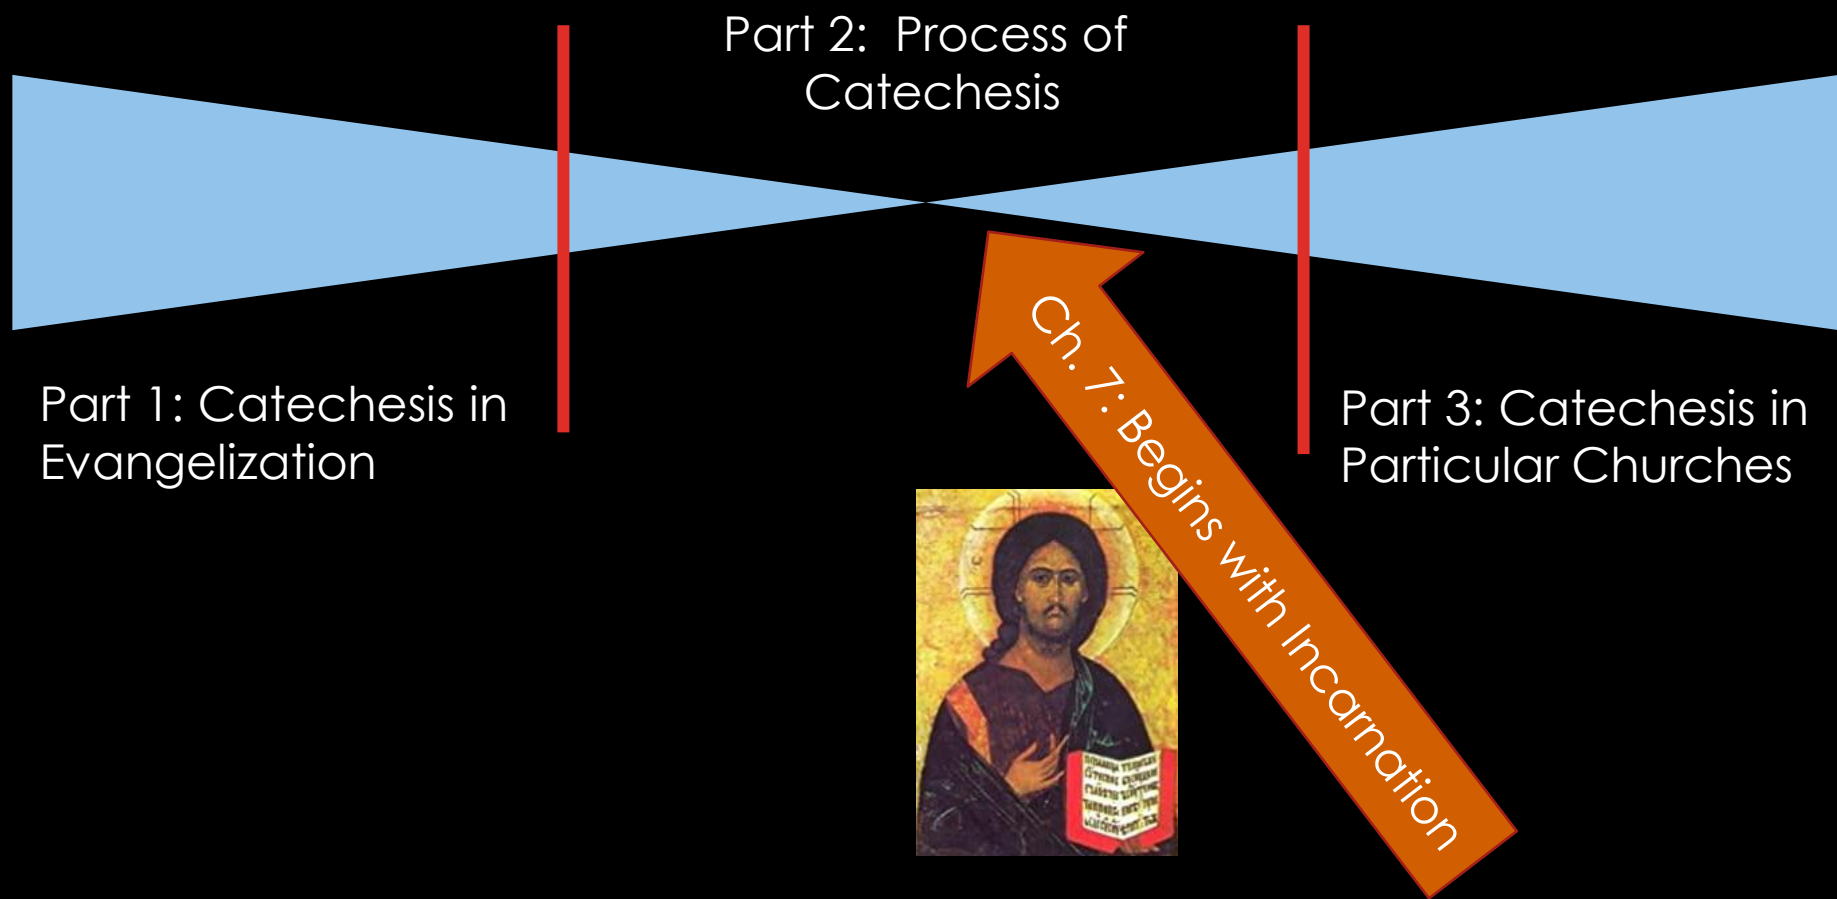 Part 2:  Process of
Catechesis
Part 1: Catechesis in
Evangelization
Ch. 7: Begins with Incarnation
Part 3: Catechesis in
Particular Churches